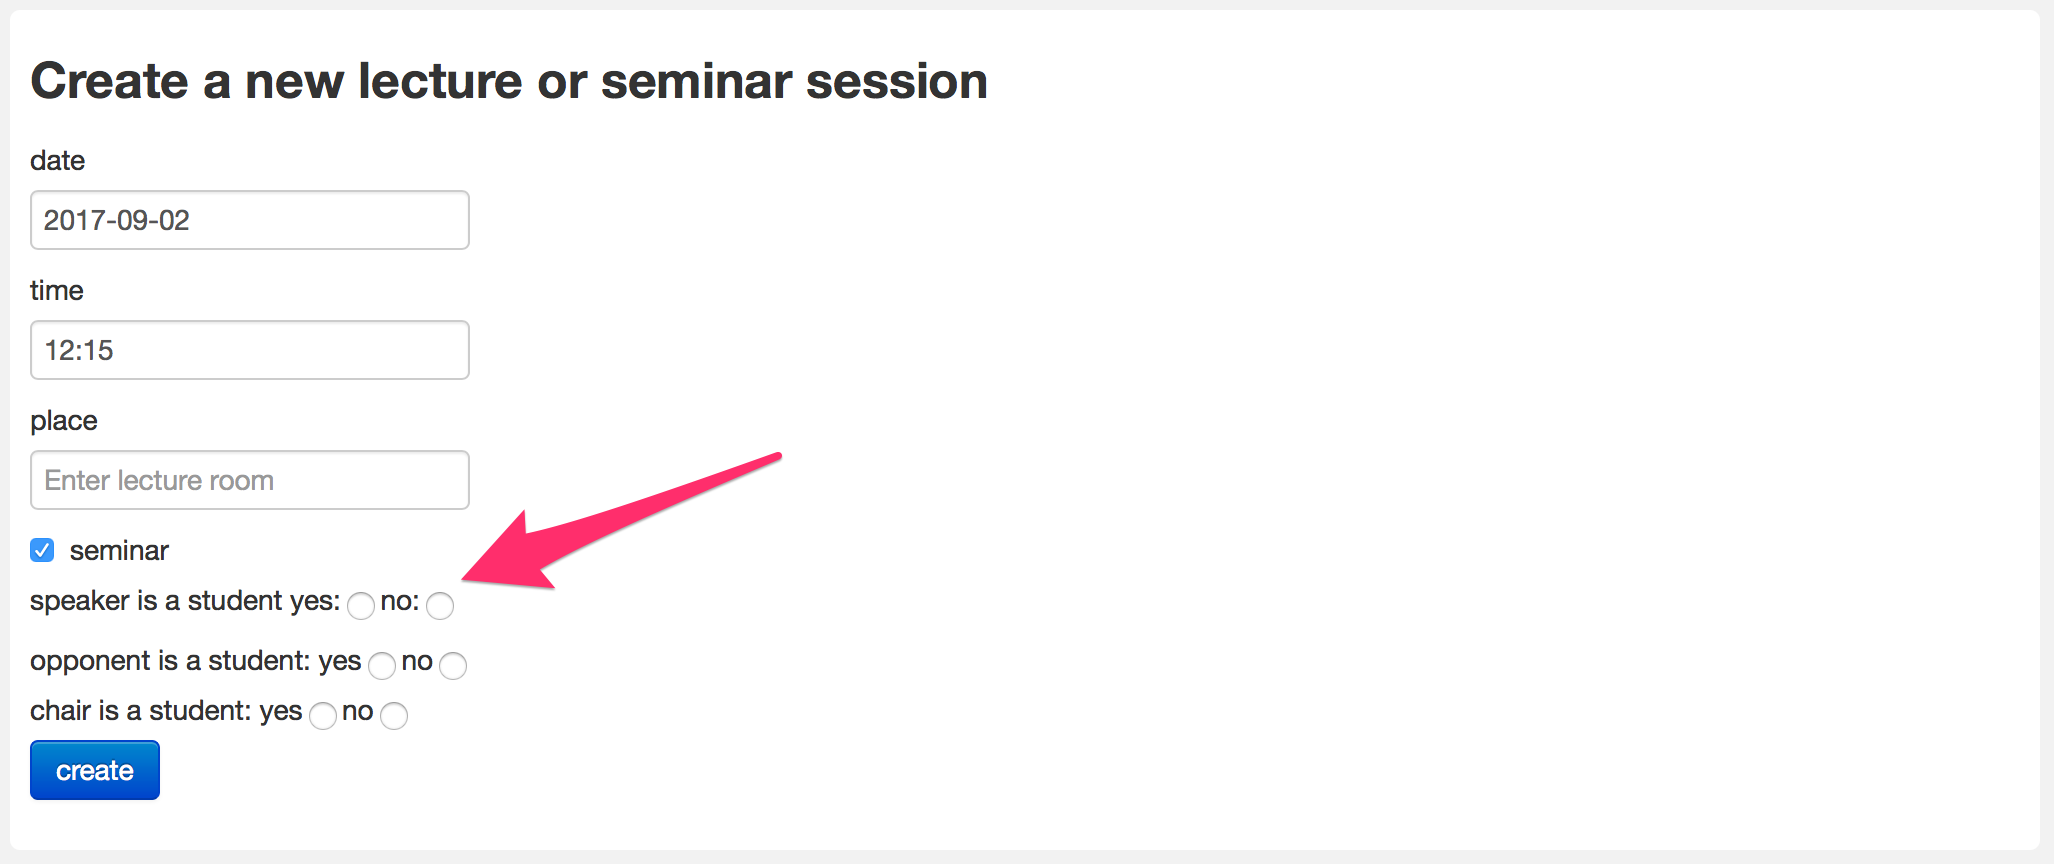 Create a new lecture or seminar session
date
2017-09-02
time
12:15
place
Enter lecture room
seminar
speaker is a student yes: no:
opponent is a student: yes no
chair is a student: yes no
create